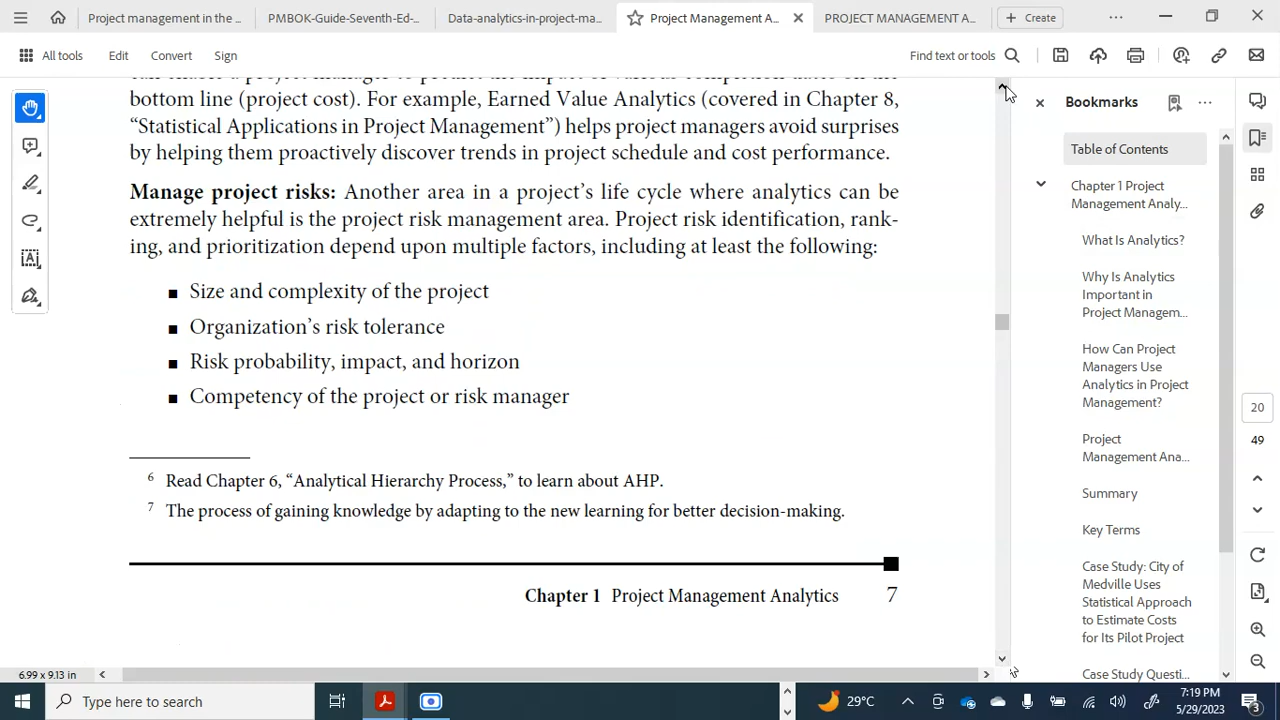 Project management in the ...
PMBOK-Guide-Seventh-Ed-...
Data-analytics-in-project-ma...
Project Management A...
PROJECT MANAGEMENT A...
Create
All tools
Edit
Convert
Sign
Find text or tools
bottom line (project cost). For example, Earned Value Analytics (covered in Chapter 8,
“Statistical Applications in Project Management”) helps project managers avoid surprises
by helping them proactively discover trends in project schedule and cost performance.
Manage project risks: Another area in a project’s life cycle where analytics can be
extremely helpful is the project risk management area. Project risk identification, rank-
ing, and prioritization depend upon multiple factors, including at least the following:
■ Size and complexity of the project
■ Organization’s risk tolerance
■ Risk probability, impact, and horizon
■ Competency of the project or risk manager
6 Read Chapter 6, “Analytical Hierarchy Process,” to learn about AHP.
7 The process of gaining knowledge by adapting to the new learning for better decision-making.
Chapter 1 Project Management Analytics 7
6.99 x 9.13 in
Bookmarks
Table of Contents
Chapter 1 Project
Management Analy...
What Is Analytics?
Why Is Analytics
Important in
Project Managem...
How Can Project
Managers Use
Analytics in Project
Management?
Project
Management Ana...
Summary
Key Terms
Case Study: City of
Medville Uses
Statistical Approach
to Estimate Costs
for Its Pilot Project
Case Study Questi...
20
49
Type here to search
29°C
7:19 PM
5/29/2023
3